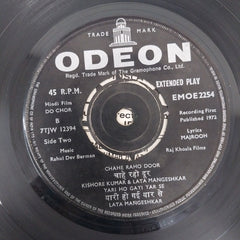 TRADE MARK
ODEON
Regd. Trade Mark of The Gramophone Co., Ltd.
45 R.P.M.
EXTENDED PLAY
Hindi Film
DO CHOR
EMOE 2254
B
7TJW 12394
Side Two
Recording First
Published 1972
Music by
Rahul Dev Burman
Lyrics
MAJROOH
Raj Khosla Films
CHAHE RAHO DOOR
चाहे रहो दूर
KISHORE KUMAR & LATA MANGESHKAR
YARI HO GAYI YAR SE
यारी हो गई यार से
LATA MANGESHKAR